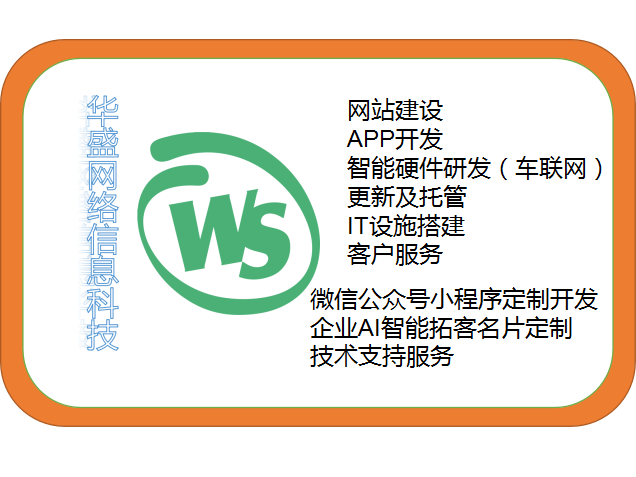 华盛网络信息科技
WS
网站建设
APP开发
智能硬件研发（车联网）
更新及托管
IT设施搭建
客户服务
微信公众号小程序定制开发
企业AI智能拓客名片定制
技术支持服务